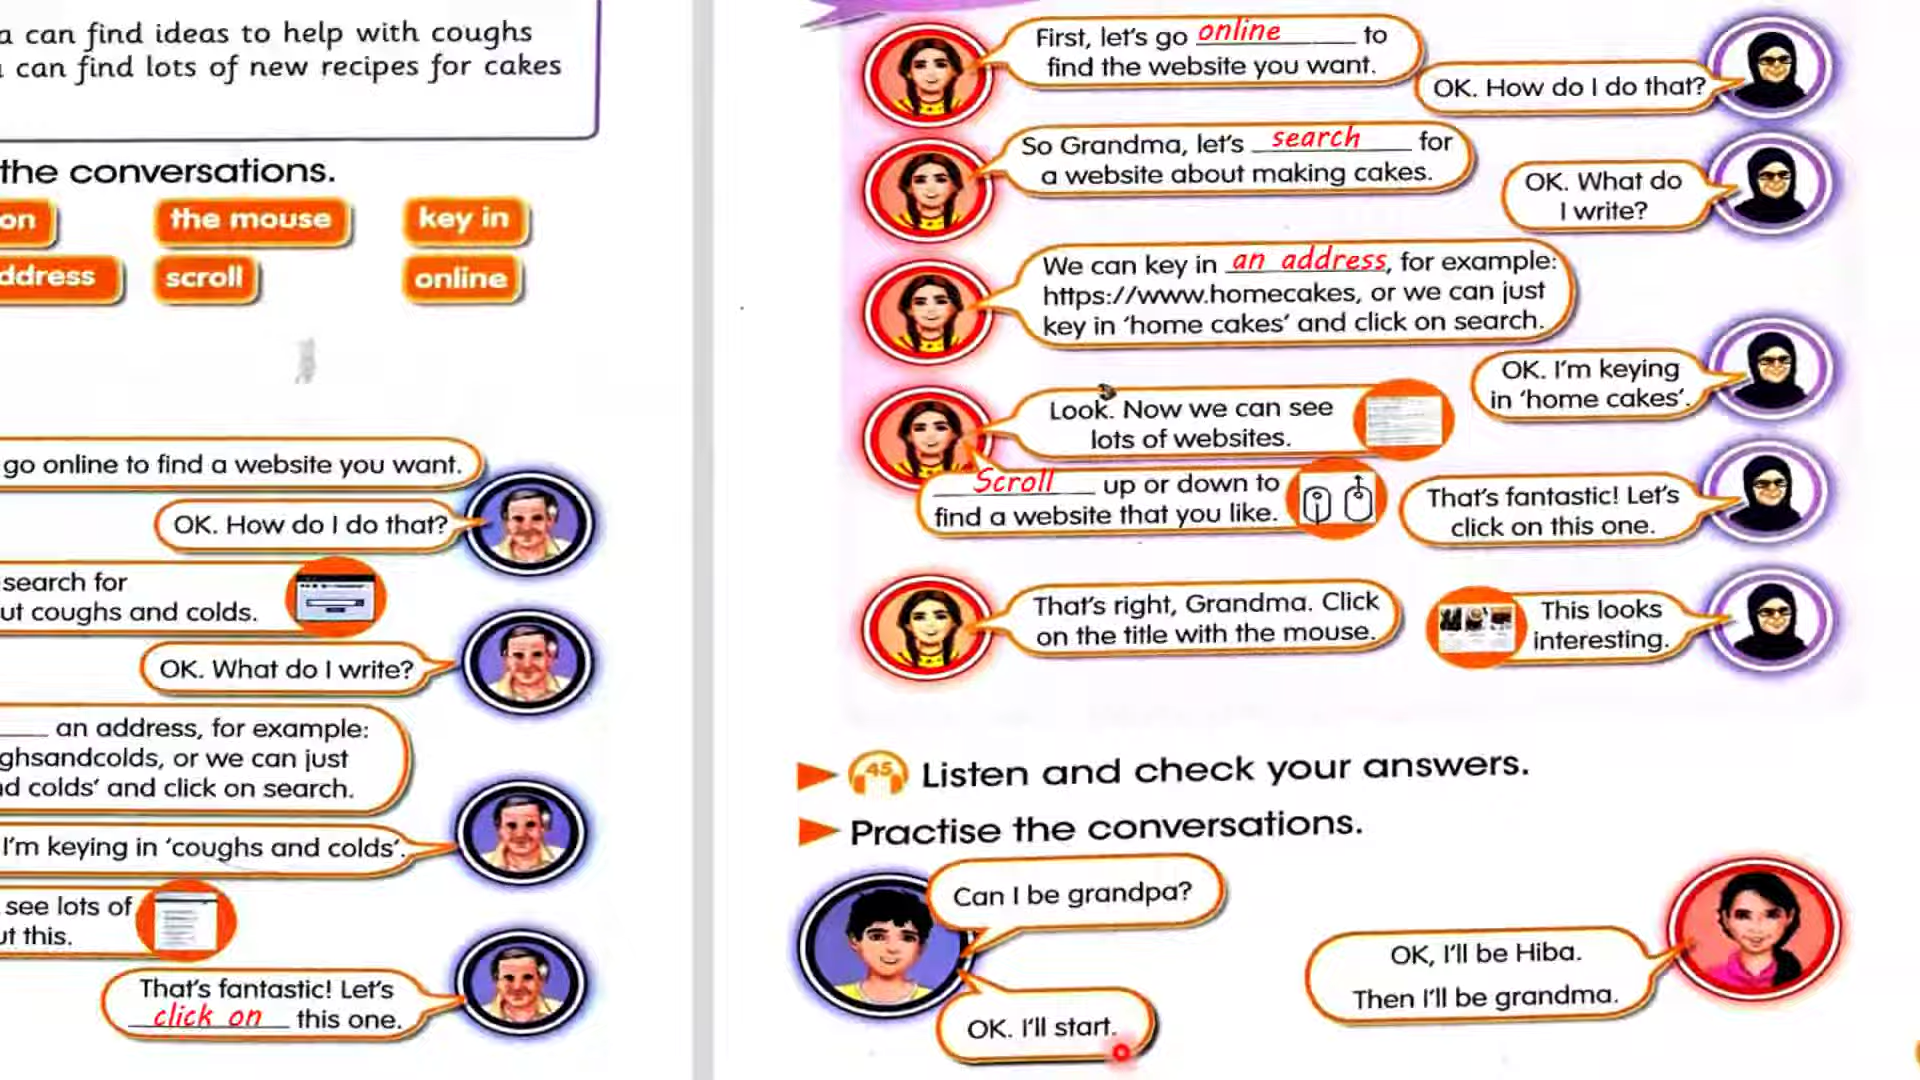 a can find ideas to help with coughs
can find lots of new recipes for cakes
the conversations.
on
the mouse
key in
ddress
scroll
online
go online to find a website you want.
OK. How do I do that?
search for
ut coughs and colds.
OK. What do I write?
____ an address, for example:
ghsandcolds, or we can just
d colds' and click on search.
I'm keying in 'coughs and colds'.
see lots of
ut this.
That's fantastic! Let's
click on this one.
First, let's go online to
find the website you want.
OK. How do I do that?
So Grandma, let's search for
a website about making cakes.
OK. What do
I write?
We can key in an address, for example:
https://www.homecakes, or we can just
key in 'home cakes' and click on search.
OK. I'm keying
in 'home cakes'.
Look. Now we can see
lots of websites.
Scroll up or down to
find a website that you like.
That's fantastic! Let's
click on this one.
That's right, Grandma. Click
on the title with the mouse.
This looks
interesting.
45 Listen and check your answers.
Practise the conversations.
Can I be grandpa?
OK, I'll be Hiba.
Then I'll be grandma.
OK. I'll start.